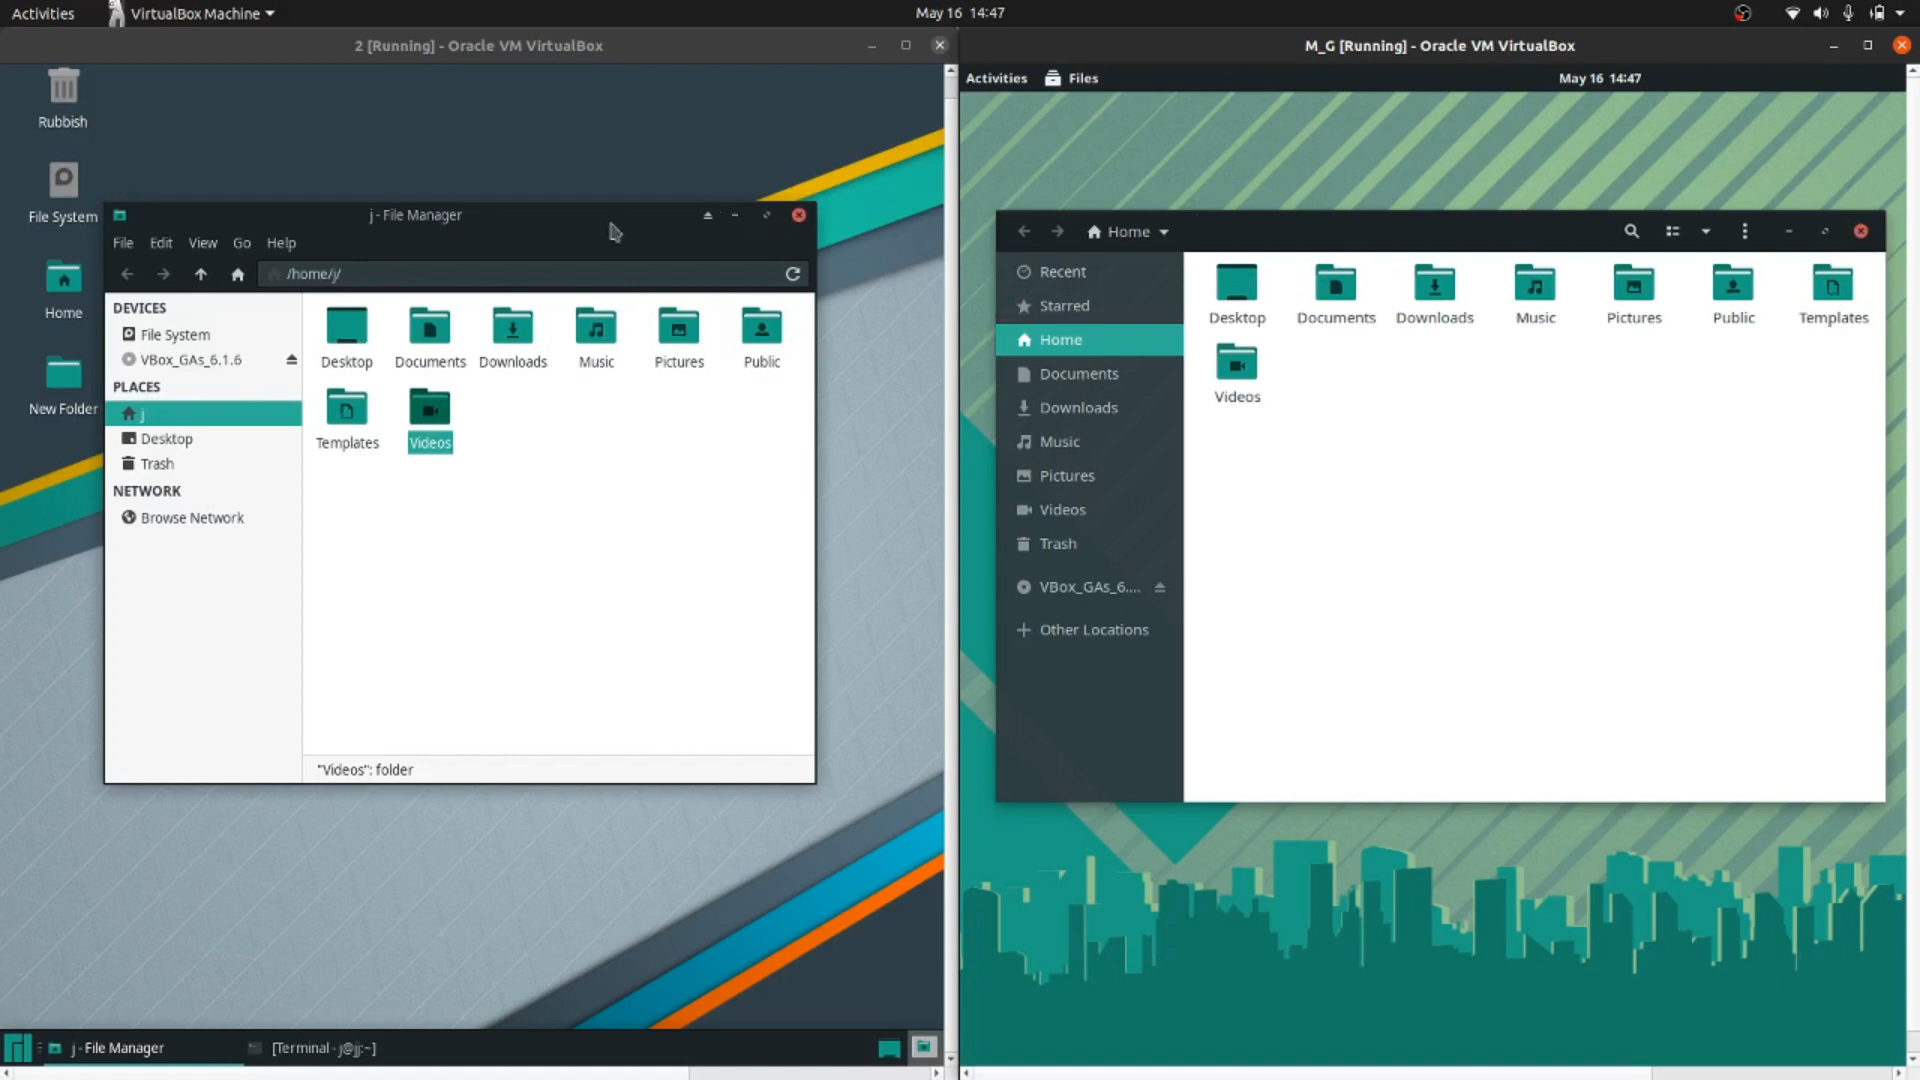 Activities VirtualBox Machine May 16 14:47
2 [Running] - Oracle VM VirtualBox
Rubbish
File System
Home
New Folder
j - File Manager
File Edit View Go Help
/home/j/
DEVICES
File System
VBox_GAs_6.1.6
PLACES
j
Desktop
Trash
NETWORK
Browse Network
Desktop Documents Downloads Music Pictures Public
Templates Videos
"Videos": folder
j - File Manager [Terminal - j@jj:~]
M_G [Running] - Oracle VM VirtualBox
Activities Files May 16 14:47
Home
Recent
Starred
Home
Documents
Downloads
Music
Pictures
Videos
Trash
VBox_GAs_6....
Other Locations
Desktop Documents Downloads Music Pictures Public Templates
Videos